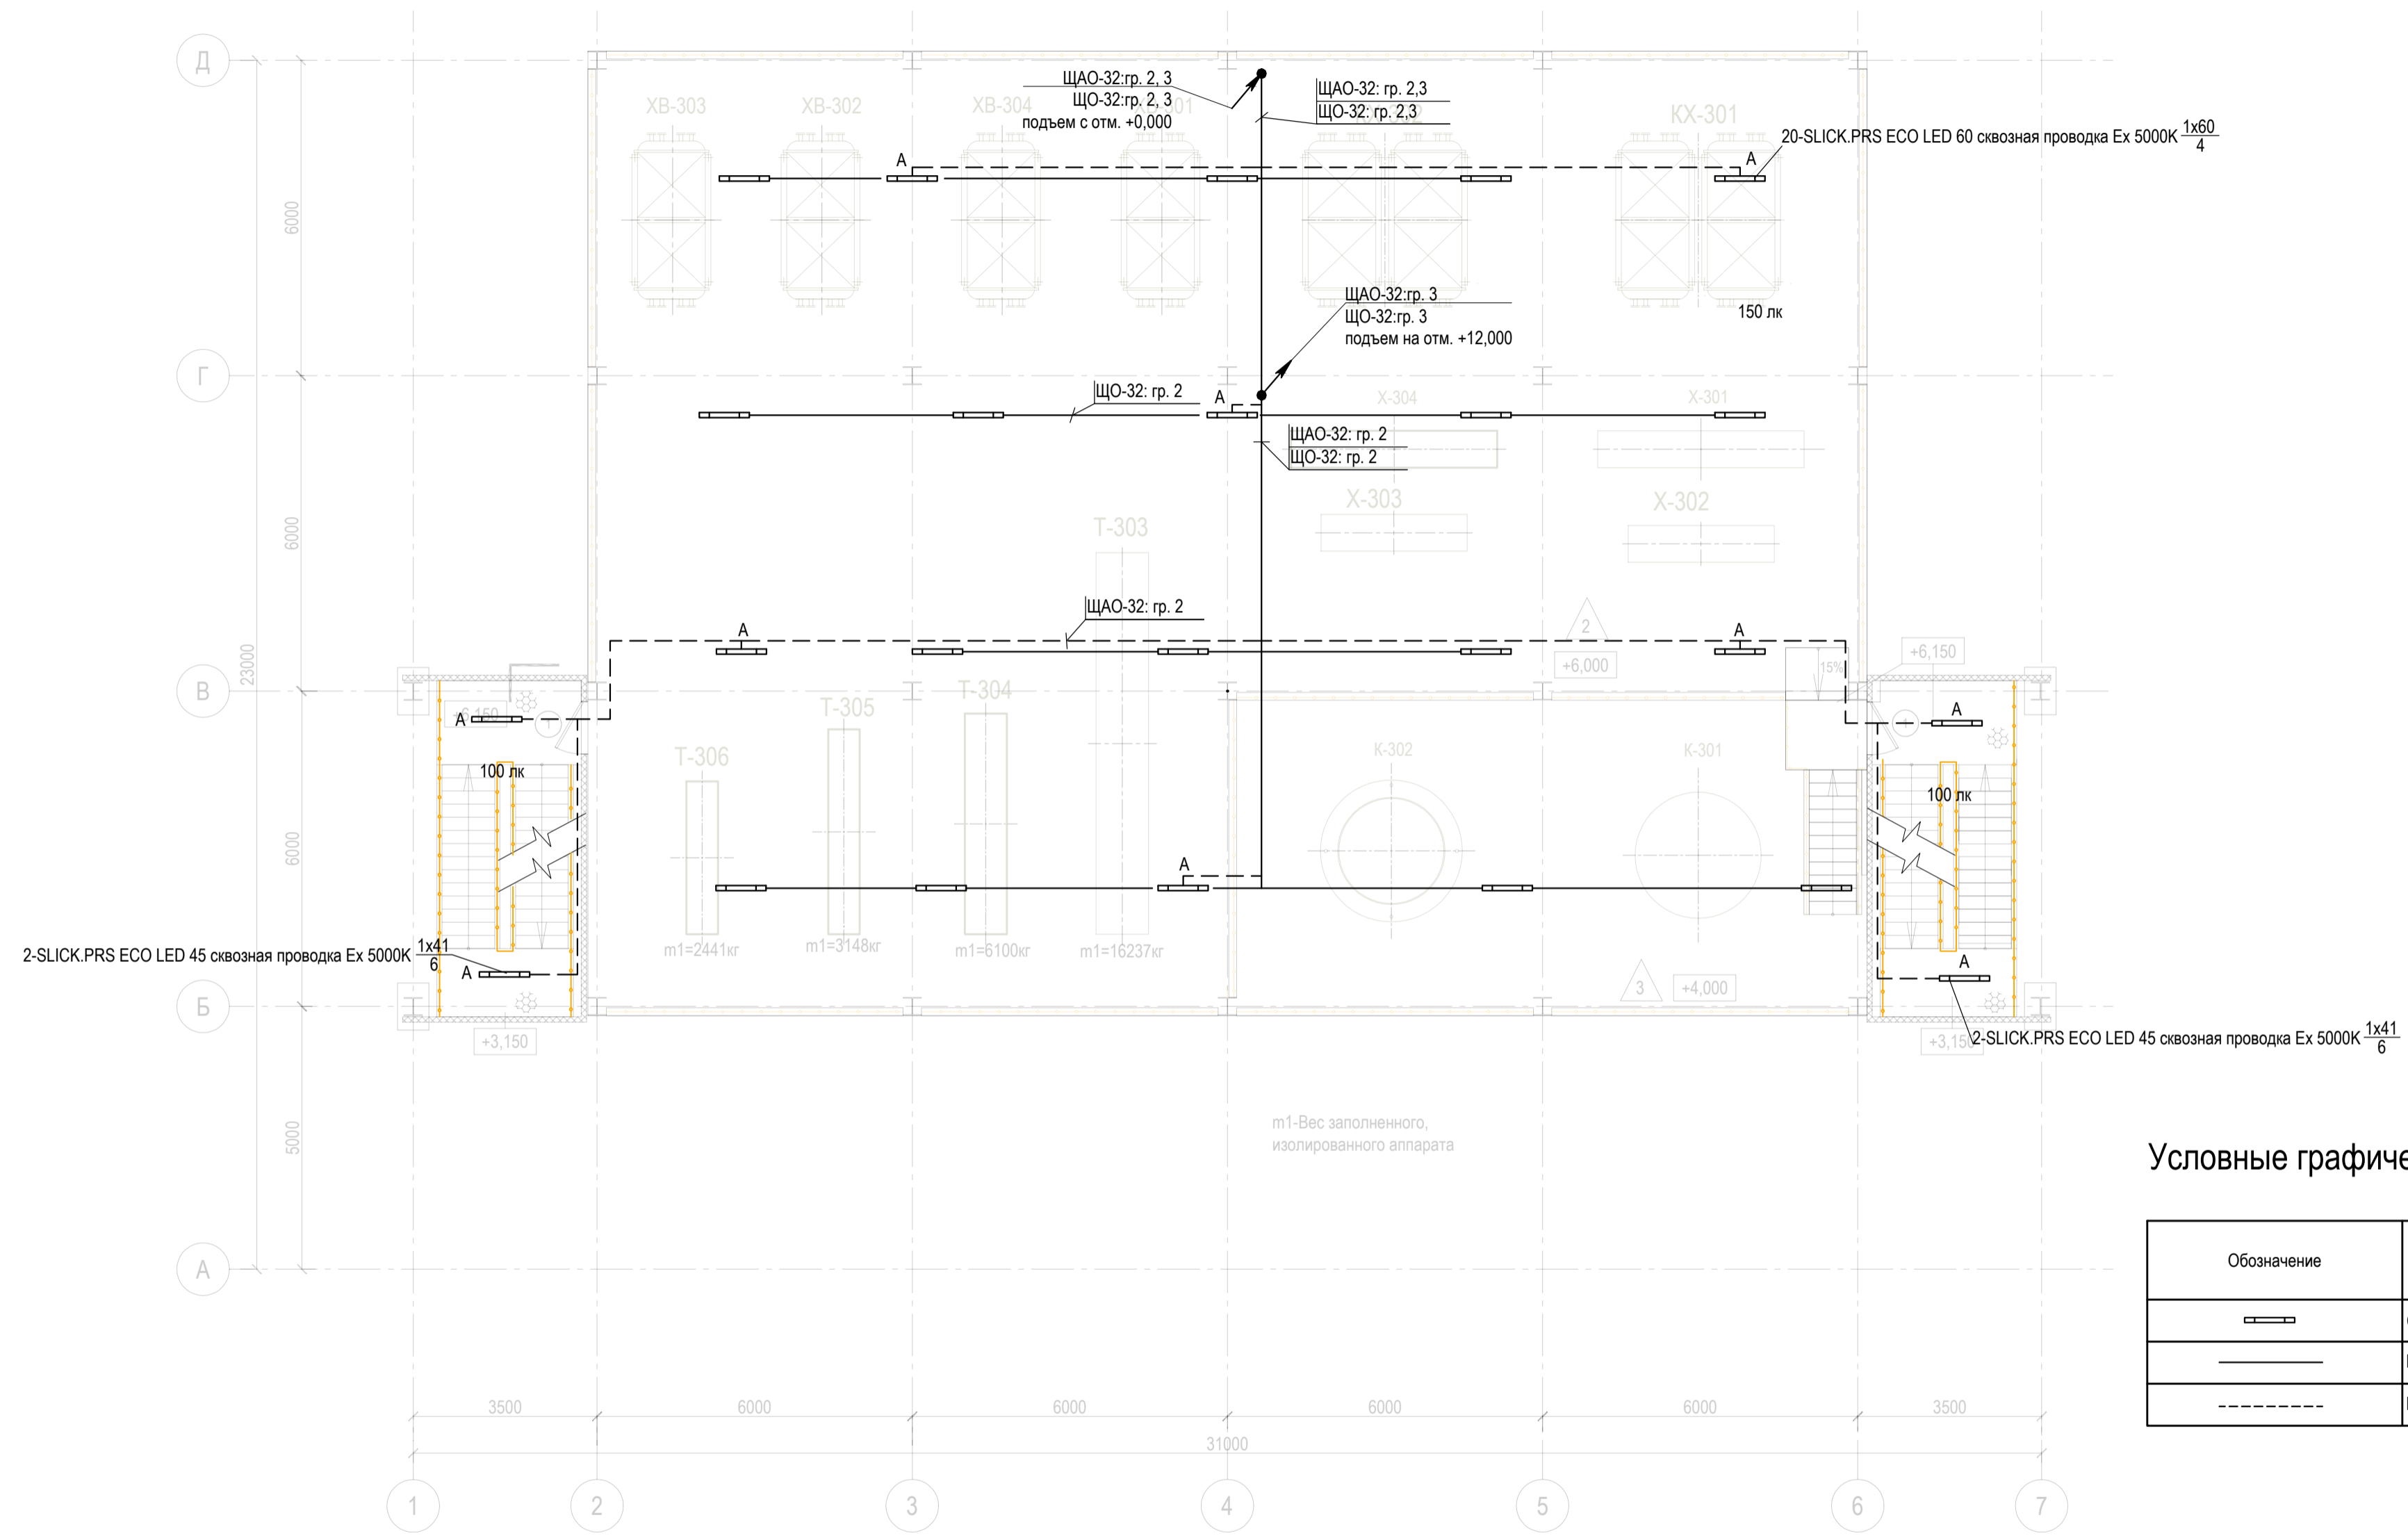 Д
ЩАО-32:гр. 2, 3
ЩО-32:гр. 2, 3
подъем с отм. +0,000
ЩАО-32: гр. 2,3
ЩО-32: гр. 2,3
ХВ-303
ХВ-302
ХВ-304
КХ-301
20-SLICK.PRS ECO LED 60 сквозная проводка Ex 5000K 1x60
4
А
А
6000
ЩАО-32:гр. 3
ЩО-32:гр. 3
подъем на отм. +12,000
150 лк
Г
ЩО-32: гр. 2
А
Х-304
Х-301
ЩАО-32: гр. 2
ЩО-32: гр. 2
Х-303
Х-302
Т-303
6000
ЩАО-32: гр. 2
А
А
2
+6,000
+6,150
15%
23000
В
Т-304
Т-305
+6,150
А
1
А
1
Т-306
К-302
К-301
100 лк
100 лк
6000
А
m1=2441кг
m1=3148кг
m1=6100кг
m1=16237кг
2-SLICK.PRS ECO LED 45 сквозная проводка Ex 5000K 1x41
6
А
А
3
+4,000
Б
+3,150
+3,150
2-SLICK.PRS ECO LED 45 сквозная проводка Ex 5000K 1x41
6
5000
m1-Вес заполненного,
изолированного аппарата
Условные графиче
Обозначение
А
3500
6000
6000
6000
6000
3500
31000
1
2
3
4
5
6
7